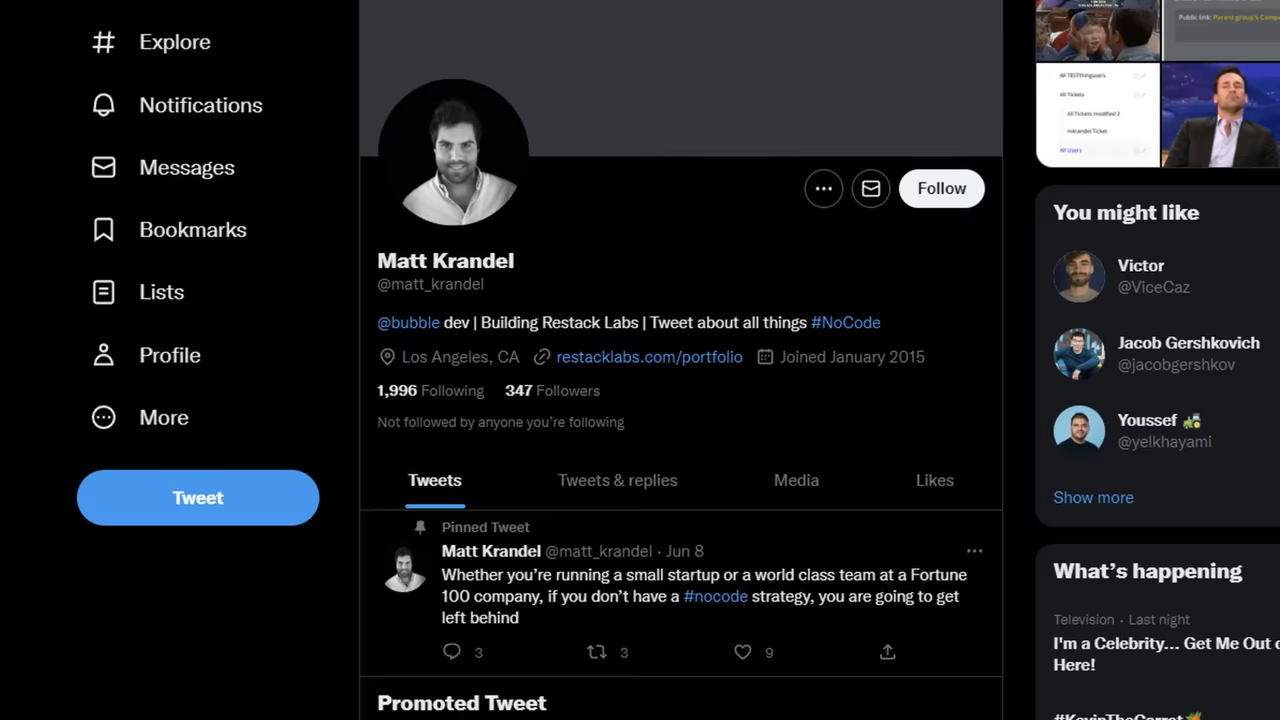 Explore
Notifications
Messages
Bookmarks
Lists
Profile
More
Tweet
Follow
Matt Krandel
@matt_krandel
@bubble dev | Building Restack Labs | Tweet about all things #NoCode
Los Angeles, CA restacklabs.com/portfolio Joined January 2015
1,996 Following 347 Followers
Not followed by anyone you're following
Tweets Tweets & replies Media Likes
Pinned Tweet
Matt Krandel @matt_krandel · Jun 8
Whether you're running a small startup or a world class team at a Fortune
100 company, if you don't have a #nocode strategy, you are going to get
left behind
3 3 9
Promoted Tweet
Public link: Parent group's Comp
All TESTthingusers
All Tickets
All Tickets modified 2
mkrandel Ticket
All Users
You might like
Victor
@ViceCaz
Jacob Gershkovich
@jacobgershkov
Youssef 🚜
@yelkhayami
Show more
What's happening
Television · Last night
I'm a Celebrity... Get Me Out o
Here!
#KevinTheCarrot🥕